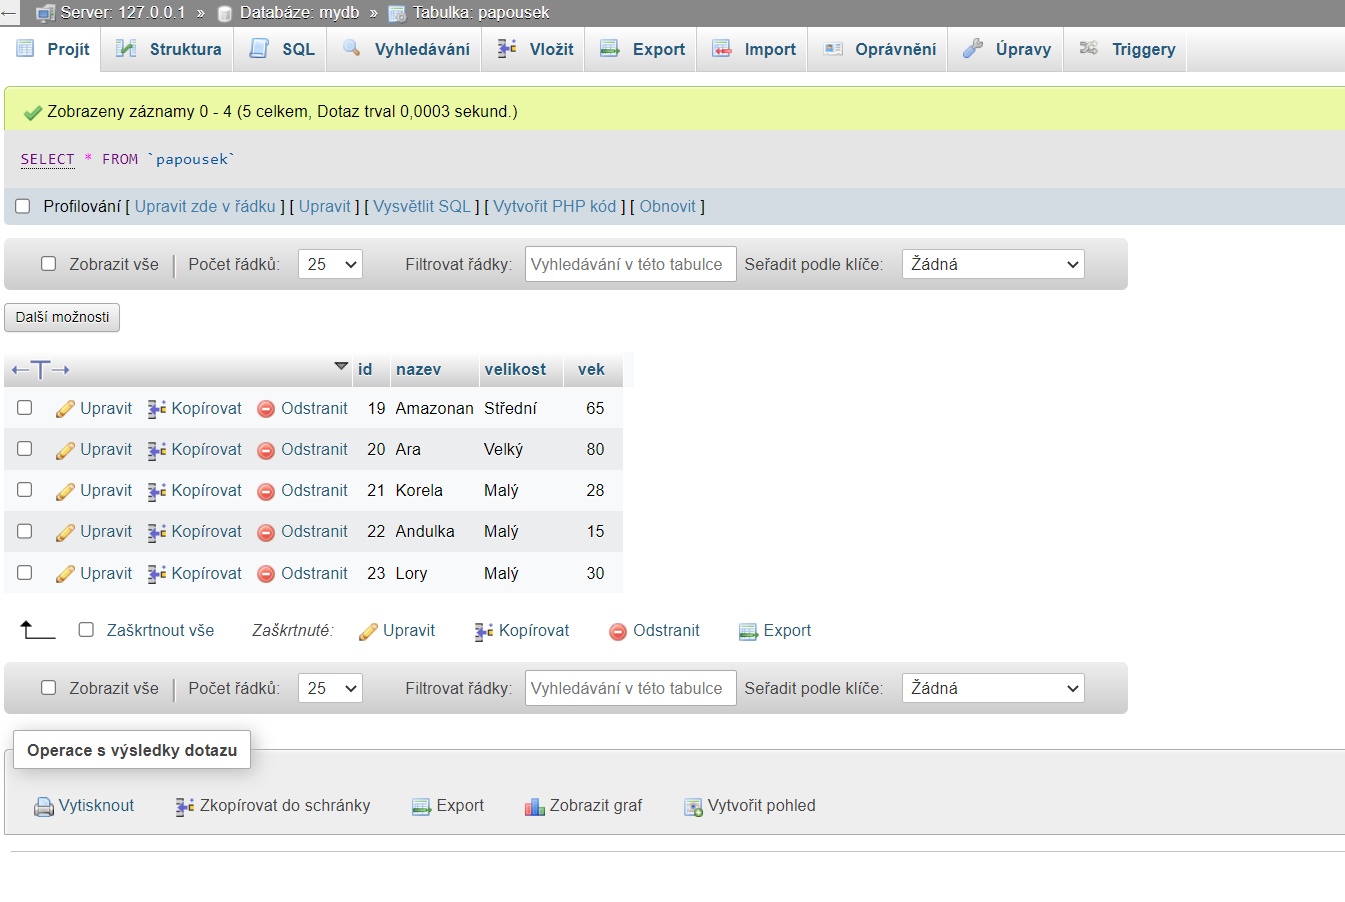 Server: 127.0.0.1 » Databáze: mydb » Tabulka: papousek
Projít Struktura SQL Vyhledávání Vložit Export Import Oprávnění Úpravy Triggery
Zobrazeny záznamy 0 - 4 (5 celkem, Dotaz trval 0,0003 sekund.)
SELECT * FROM `papousek`
Profilování [ Upravit zde v řádku ] [ Upravit ] [ Vysvětlit SQL ] [ Vytvořit PHP kód ] [ Obnovit ]
Zobrazit vše Počet řádků: 25 Filtrovat řádky: Vyhledávání v této tabulce Seřadit podle klíče: Žádná
Další možnosti
←T→ id nazev velikost vek
Upravit Kopírovat Odstranit 19 Amazonan Střední 65
Upravit Kopírovat Odstranit 20 Ara Velký 80
Upravit Kopírovat Odstranit 21 Korela Malý 28
Upravit Kopírovat Odstranit 22 Andulka Malý 15
Upravit Kopírovat Odstranit 23 Lory Malý 30
Zaškrtnout vše Zaškrtnuté: Upravit Kopírovat Odstranit Export
Zobrazit vše Počet řádků: 25 Filtrovat řádky: Vyhledávání v této tabulce Seřadit podle klíče: Žádná
Operace s výsledky dotazu
Vytisknout Zkopírovat do schránky Export Zobrazit graf Vytvořit pohled